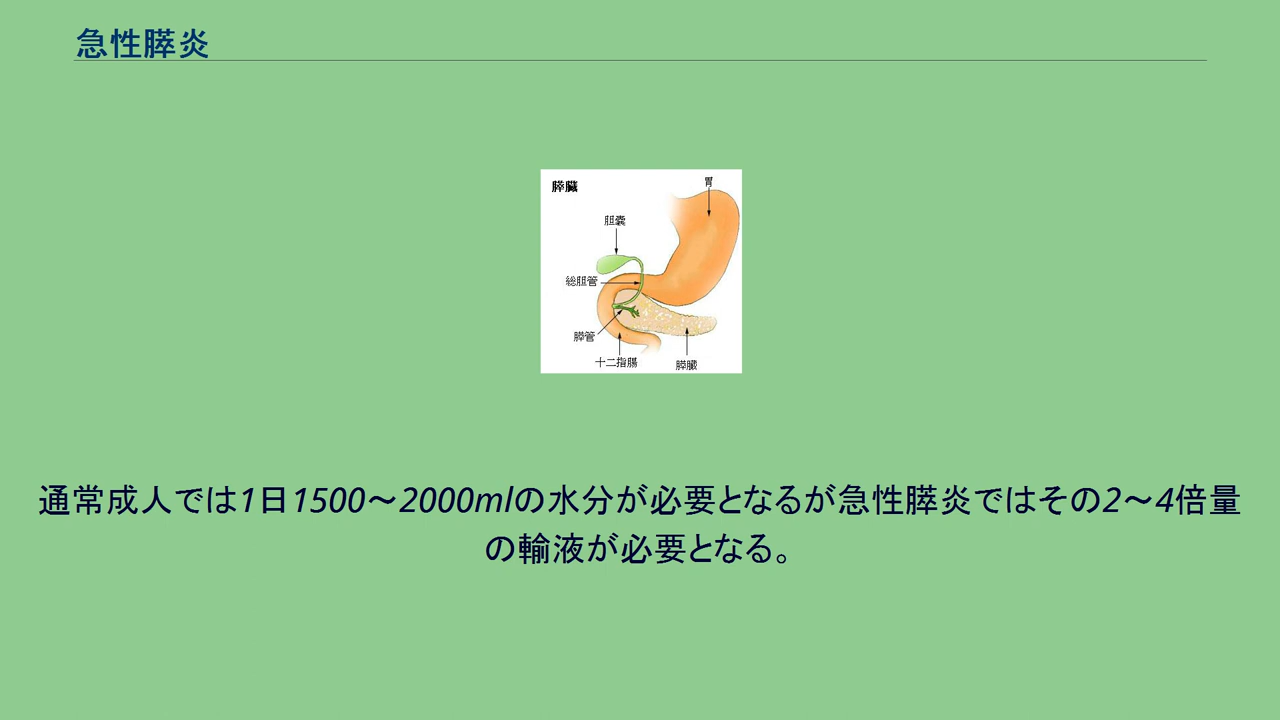 急性膵炎
膵臓
胃
胆嚢
総胆管
膵管
十二指腸
膵臓
通常成人では1日1500～2000mlの水分が必要となるが急性膵炎ではその2～4倍量
の輸液が必要となる。